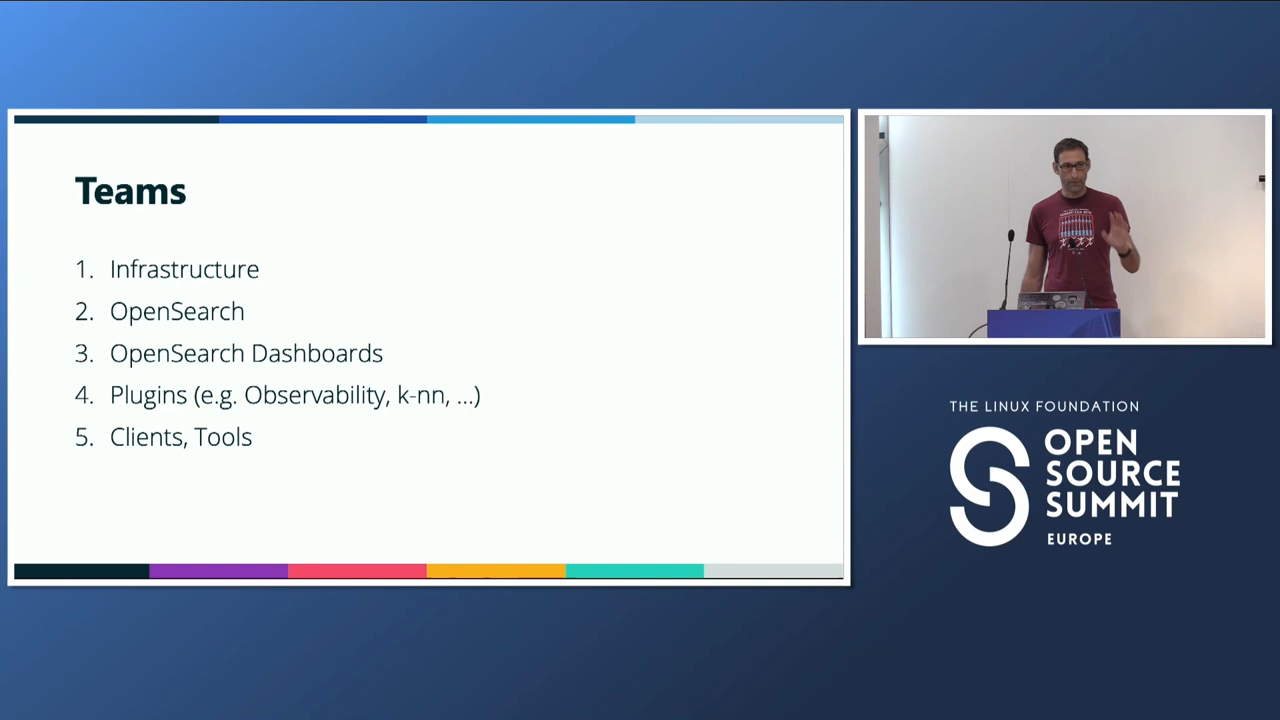 Teams
1. Infrastructure
2. OpenSearch
3. OpenSearch Dashboards
4. Plugins (e.g. Observability, k-nn, ...)
5. Clients, Tools
THE LINUX FOUNDATION
OPEN
SOURCE
SUMMIT
EUROPE